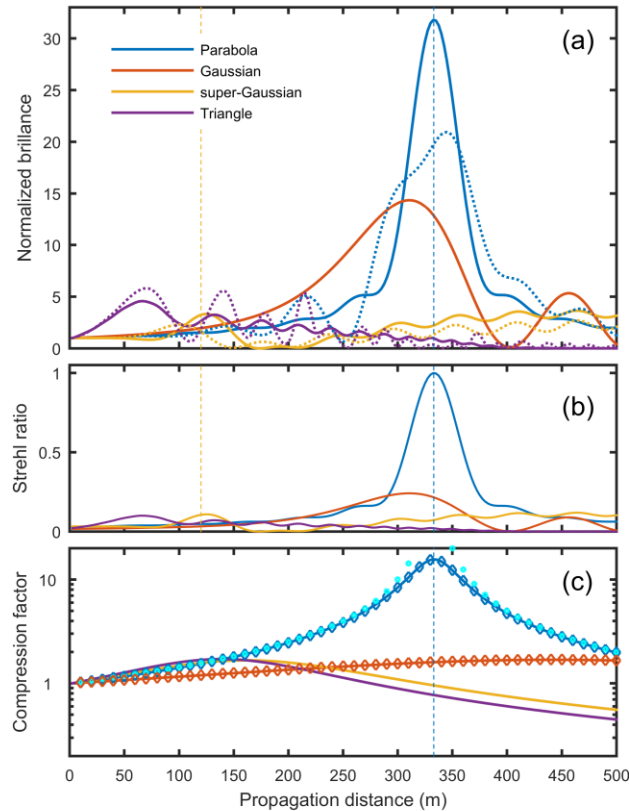 (a)
30
25
20
15
10
5
0
Normalized brillance
Parabola
Gaussian
super-Gaussian
Triangle
(b)
1
0.5
0
Strehl ratio
(c)
10
1
Compression factor
0 50 100 150 200 250 300 350 400 450 500
Propagation distance (m)